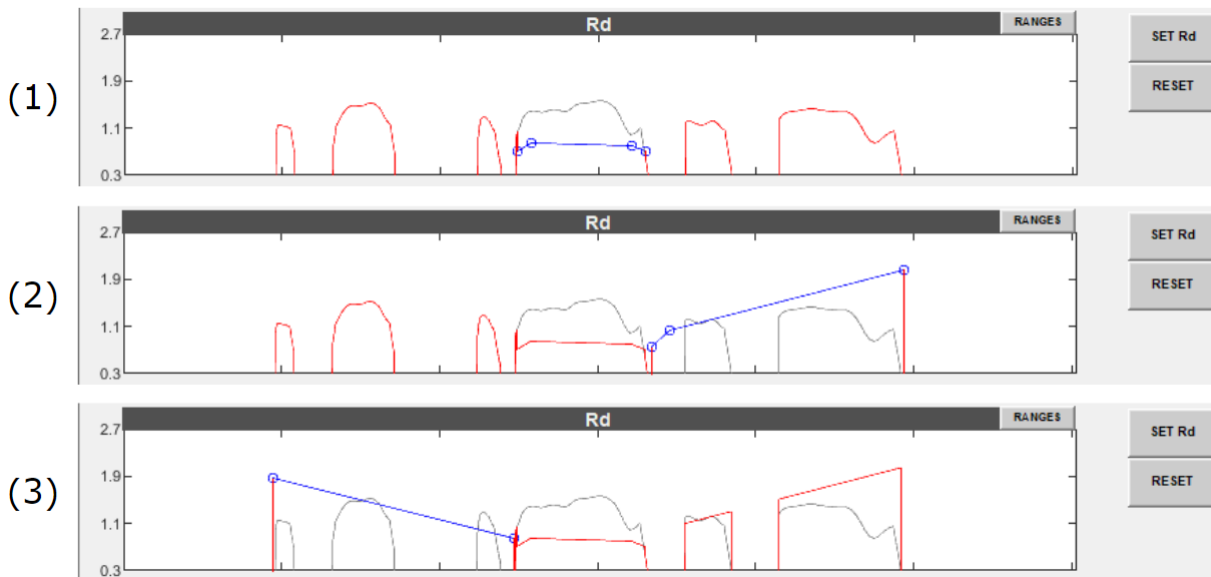 Rd
RANGES
2.7
1.9
1.1
0.3
SET Rd
RESET
(1)
Rd
RANGES
2.7
1.9
1.1
0.3
SET Rd
RESET
(2)
Rd
RANGES
2.7
1.9
1.1
0.3
SET Rd
RESET
(3)